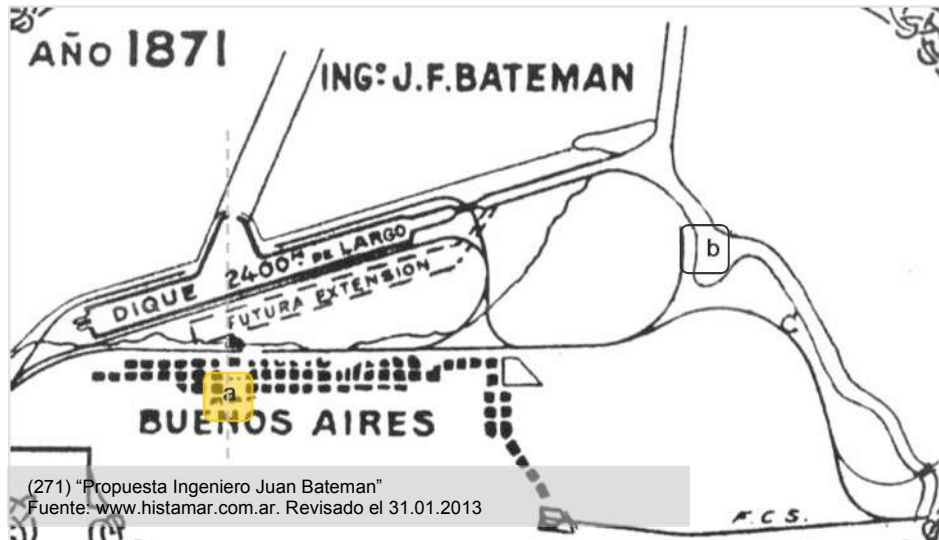 AÑO 1871
ING: J.F.BATEMAN
DIQUE 2400M DE LARGO
FUTURA EXTENSION
b
a
BUENOS AIRES
(271) “Propuesta Ingeniero Juan Bateman”
Fuente: www.histamar.com.ar. Revisado el 31.01.2013
F.C.S.